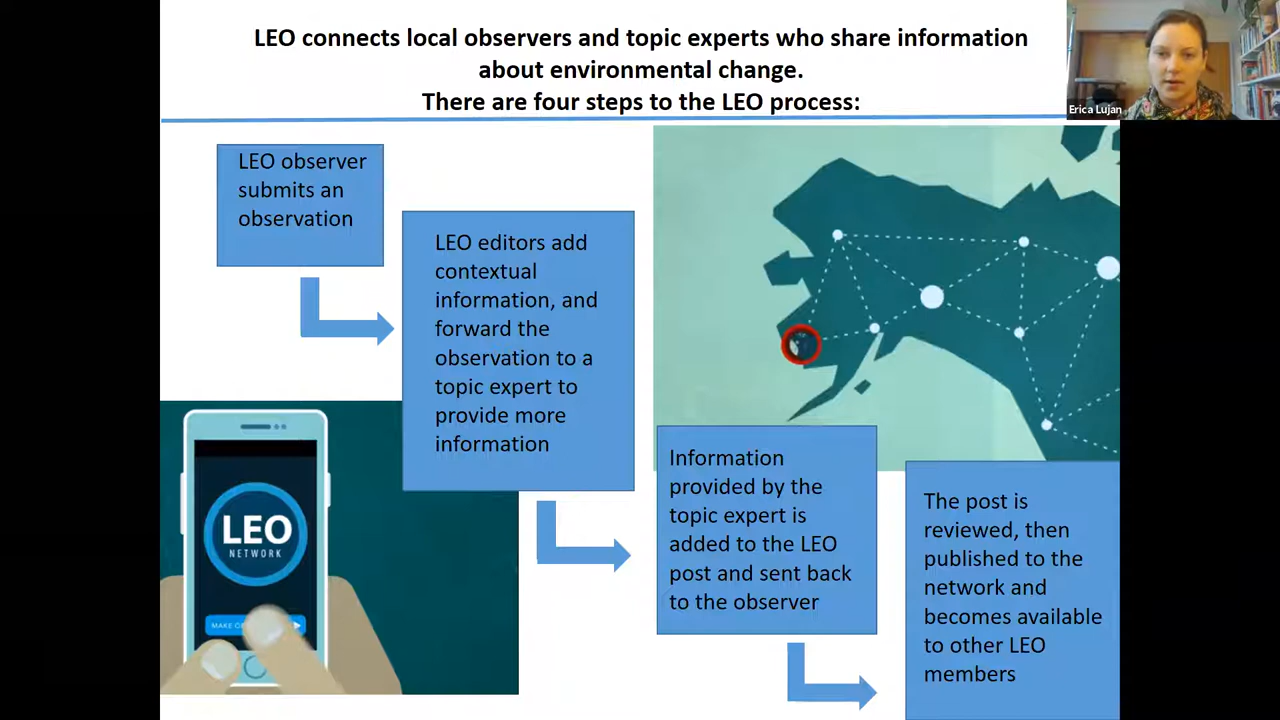 LEO connects local observers and topic experts who share information
about environmental change.
There are four steps to the LEO process:
Erica Lujan
LEO observer
submits an
observation
LEO editors add
contextual
information, and
forward the
observation to a
topic expert to
provide more
information
LEO
NETWORK
Information
provided by the
topic expert is
added to the LEO
post and sent back
to the observer
The post is
reviewed, then
published to the
network and
becomes available
to other LEO
members
MAKE